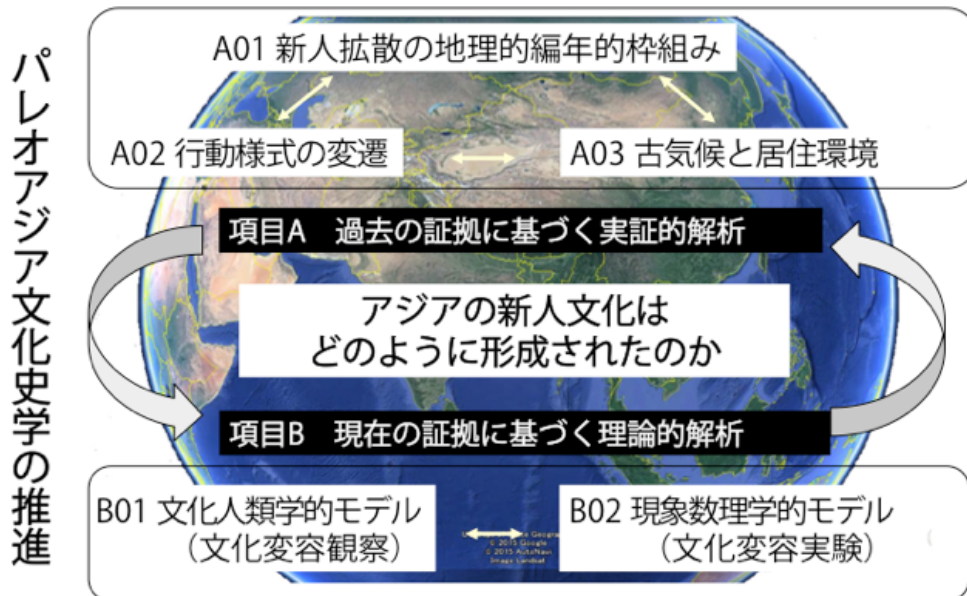 パレオアジア文化史学の推進
A01 新人拡散の地理的編年的枠組み
A02 行動様式の変遷
A03 古気候と居住環境
項目A 過去の証拠に基づく実証的解析
アジアの新人文化は
どのように形成されたのか
項目B 現在の証拠に基づく理論的解析
B01 文化人類学的モデル
(文化変容観察)
B02 現象数理学的モデル
(文化変容実験)
© 2015 Google
© 2015 AutoNavi
Image Landsat